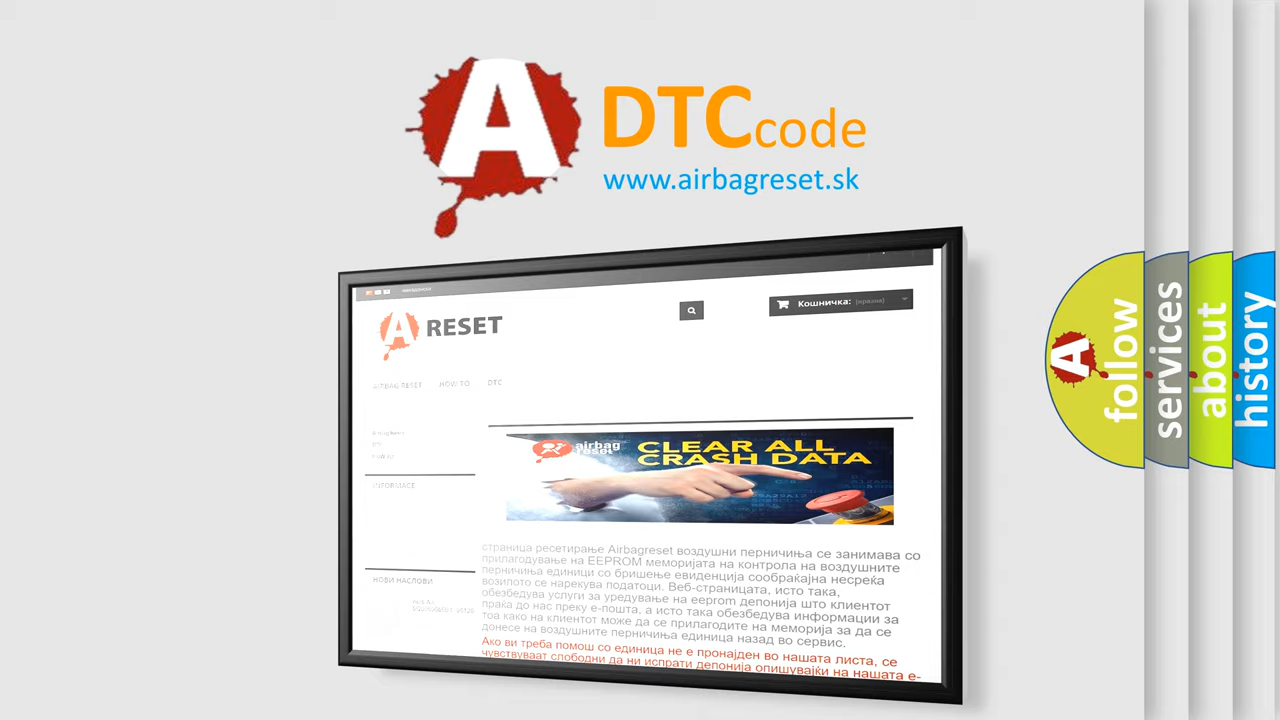 A
DTCcode
www.airbagreset.sk
A RESET
Кошничка: (празни)
AIRBAG RESET HOW TO DTC
airbag reset
CLEAR ALL
CRASH DATA
INFORMACE
НОВИ НАСЛОВИ
страница ресетирање Airbagreset воздушни перничиња се занимава со
прилагодување на EEPROM меморијата на контрола на воздушните
перничиња единици со бришење евиденција сообраќајна несреќа
возилото се нарекува податоци. Веб-страницата, исто така,
обезбедува услуги за уредување на eeprom депонија што клиентот
праќа до нас преку е-пошта, а исто така обезбедува информации за
тоа како на клиентот може да се прилагодите на меморија за да се
донесе на воздушните перничиња единица назад во сервис.
Ако ви треба помош со единица не е пронајден во нашата листа, се
чувствуваат слободни да ни испрати депонија опишувајќи на нашата е-
A
follow
services
about
history